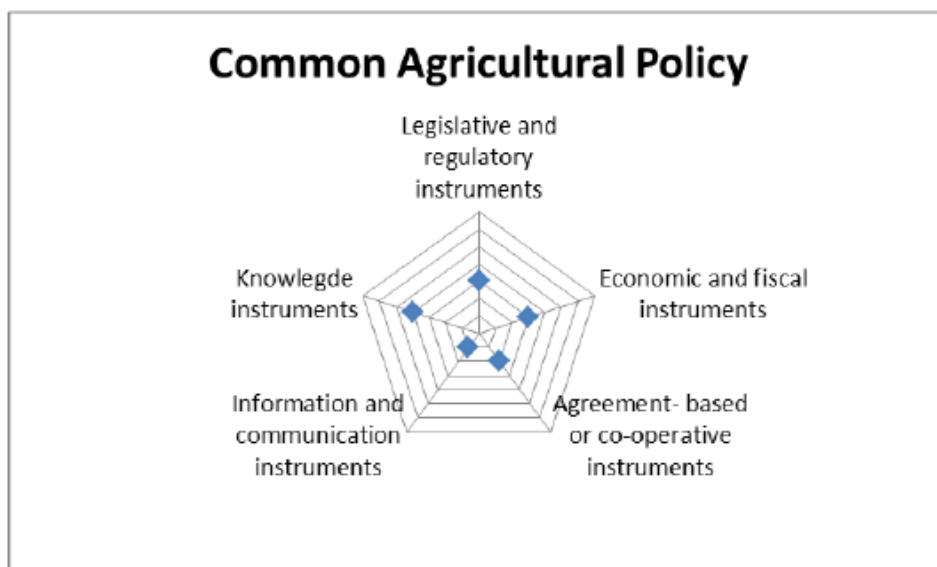 Common Agricultural Policy
Legislative and
regulatory
instruments
Knowlegde
instruments
Economic and fiscal
instruments
Information and
communication
instruments
Agreement- based
or co-operative
instruments